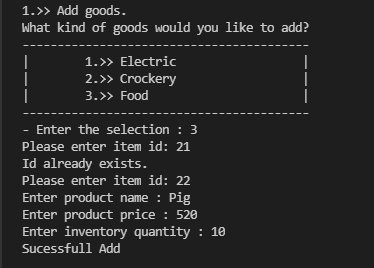 1.>> Add goods.
What kind of goods would you like to add?
----------------------------------------
|        1.>> Electric                 |
|        2.>> Crockery                 |
|        3.>> Food                     |
----------------------------------------
- Enter the selection : 3
Please enter item id: 21
Id already exists.
Please enter item id: 22
Enter product name : Pig
Enter product price : 520
Enter inventory quantity : 10
Sucessfull Add